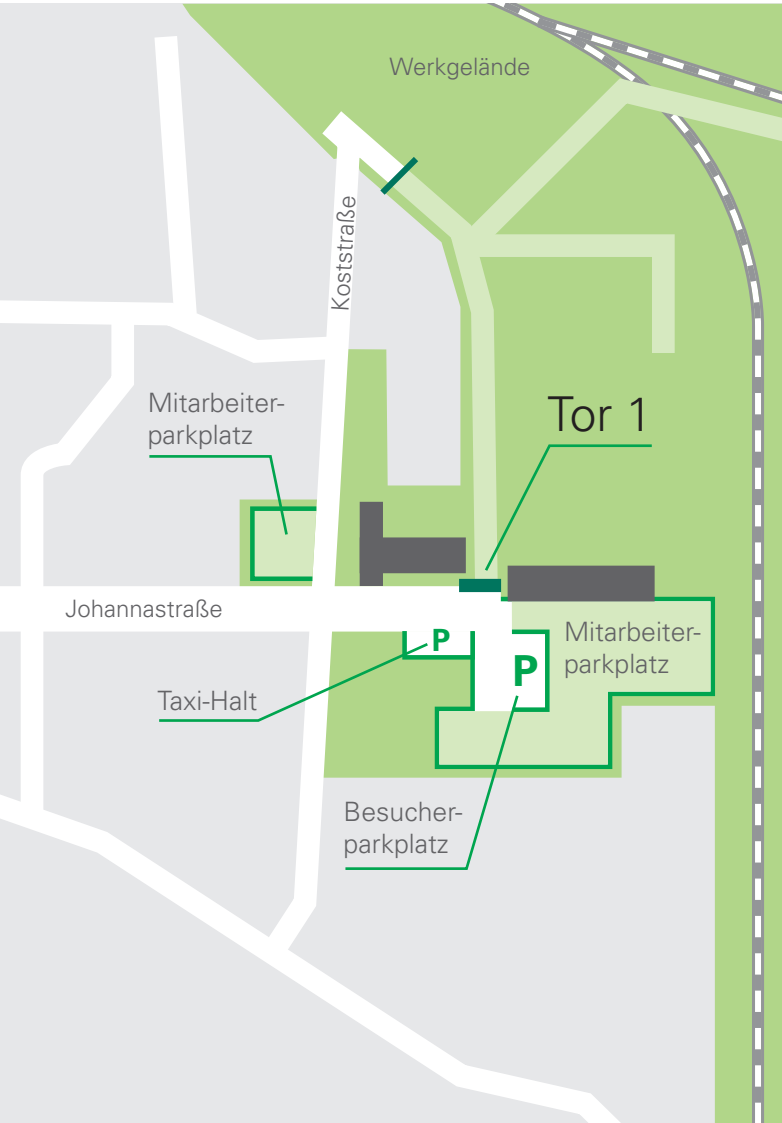 Werkgelände
Koststraße
Mitarbeiter-
parkplatz
Tor 1
Johannastraße
P
Mitarbeiter-
parkplatz
P
Taxi-Halt
Besucher-
parkplatz